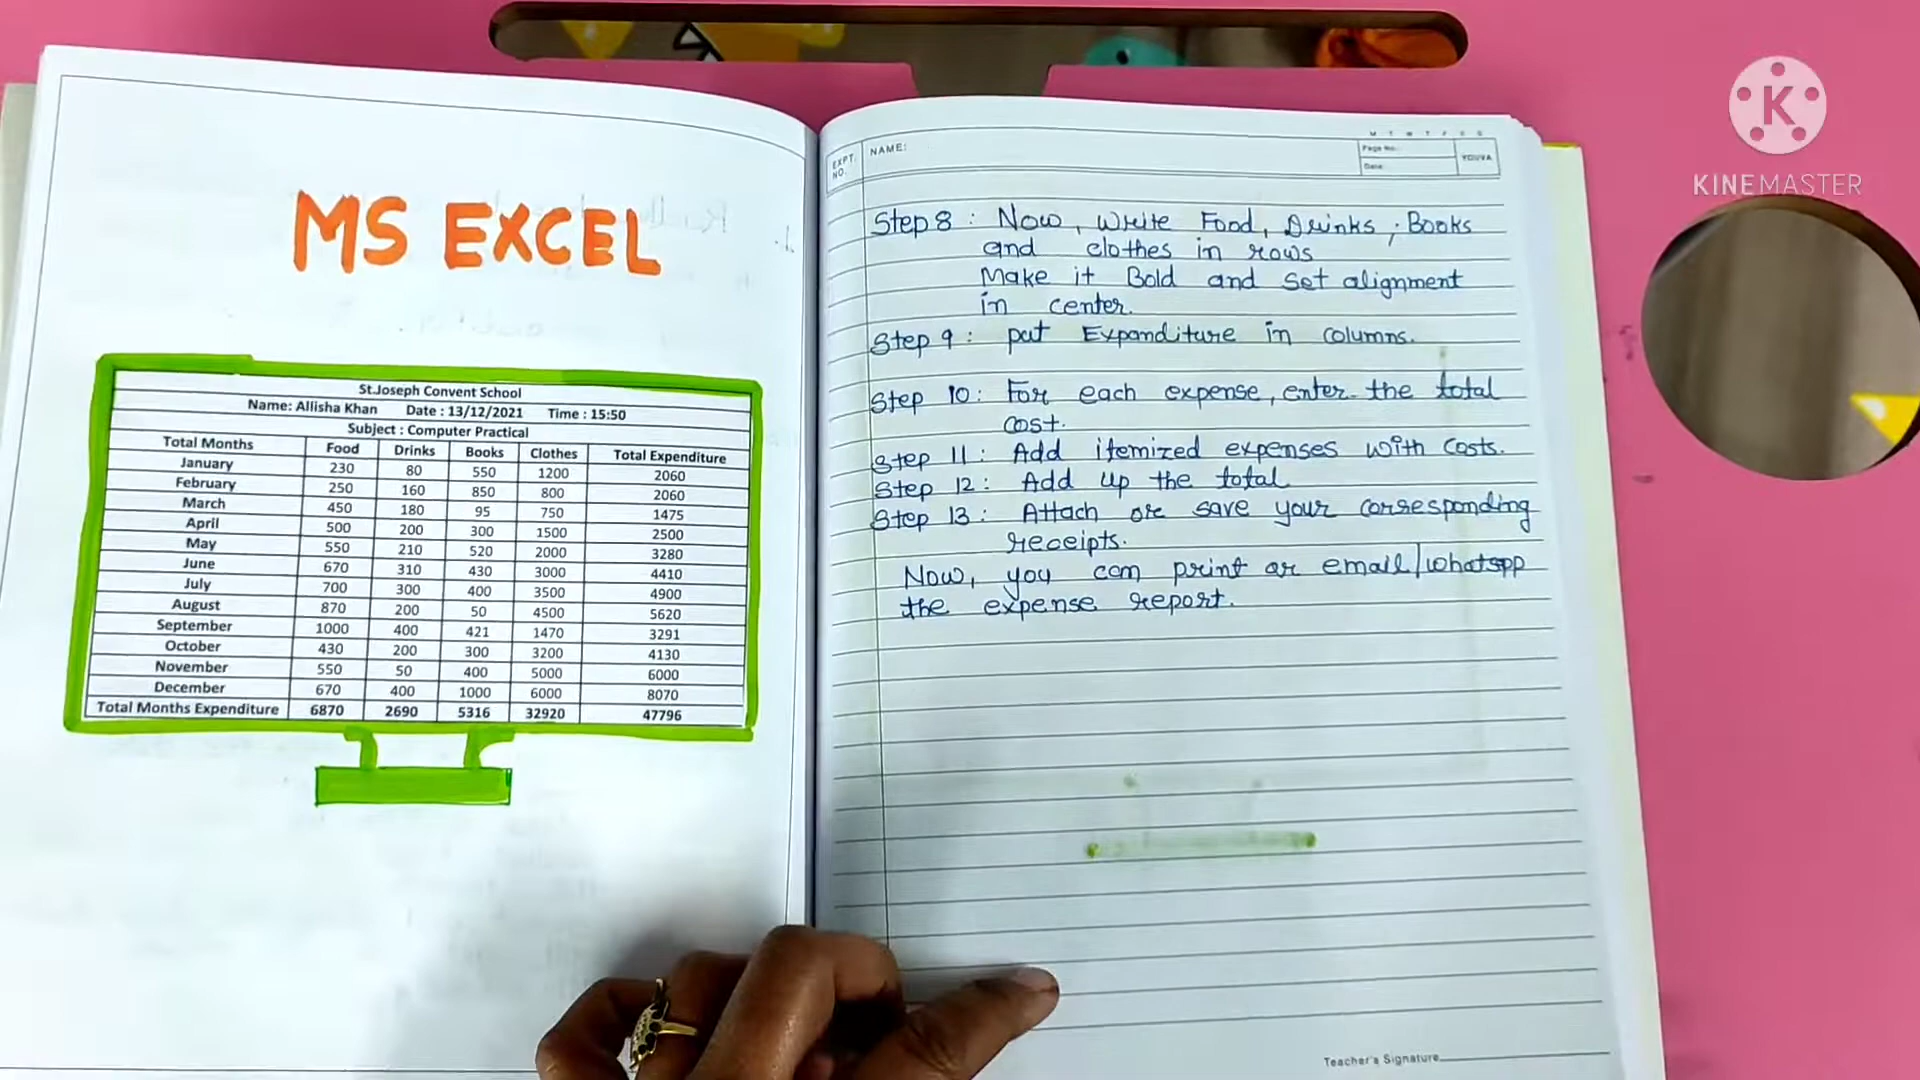 MS EXCEL
St.Joseph Convent School
Name: Allisha Khan Date : 13/12/2021 Time : 15:50
Subject : Computer Practical
Total Months Food Drinks Books Clothes Total Expenditure
January 230 80 550 1200 2060
February 250 160 850 800 2060
March 450 180 95 750 1475
April 500 200 300 1500 2500
May 550 210 520 2000 3280
June 670 310 430 3000 4410
July 700 300 400 3500 4900
August 870 200 50 4500 5620
September 1000 400 421 1470 3291
October 430 200 300 3200 4130
November 550 50 400 5000 6000
December 670 400 1000 6000 8070
Total Months Expenditure 6870 2690 5316 32920 47796
EXPT. NO.
NAME:
M T W T F S S
Page No.:
Date:
YOUVA
Step 8 : Now, write Food, Drinks, Books
and clothes in rows
Make it Bold and set alignment
in center.
Step 9 : put Expanditure in columns.
Step 10 : For each expense, enter the total
cost.
Step 11 : Add itemized expenses with costs.
Step 12 : Add up the total
Step 13 : Attach or save your corresponding
receipts.
Now, you can print or email/whatsapp
the expense report.
Teacher's Signature
K
KINEMASTER